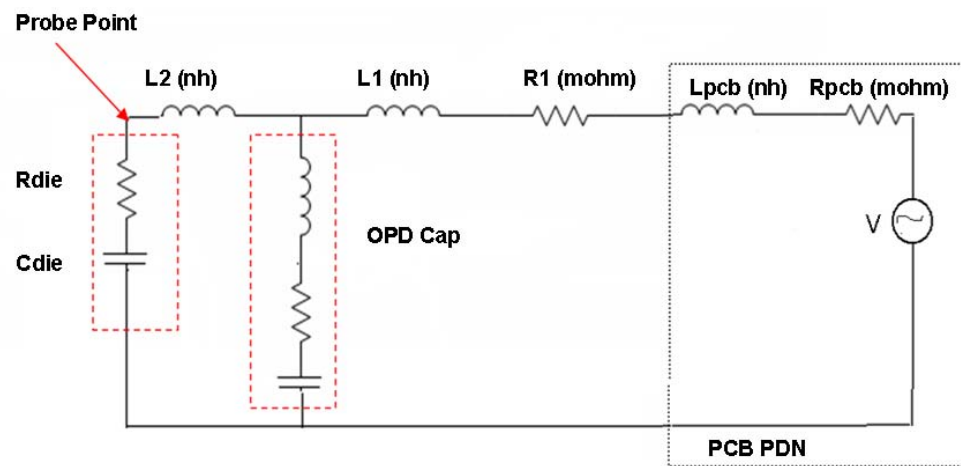 Probe Point
L2 (nh)
L1 (nh)
R1 (mohm)
Lpcb (nh)
Rpcb (mohm)
Rdie
Cdie
OPD Cap
V
PCB PDN